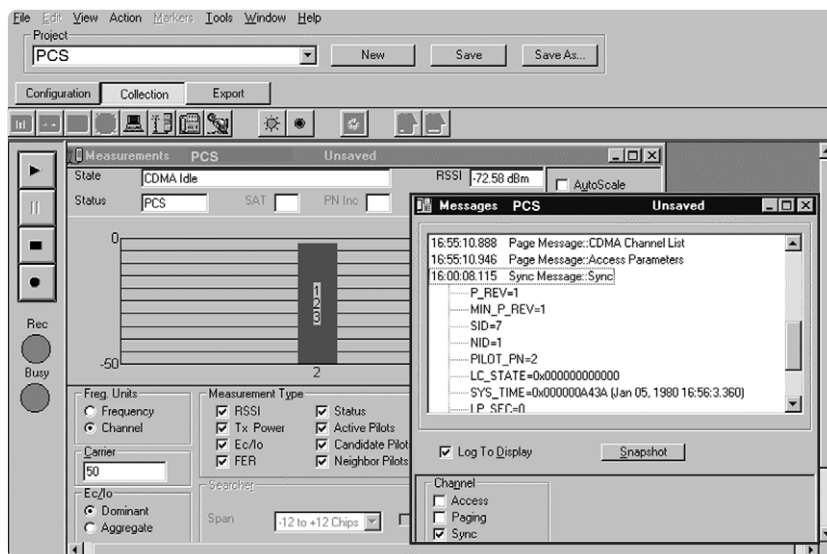 File Edit View Action Markers Tools Window Help
Project
PCS New Save Save As...
Configuration Collection Export
Measurements PCS Unsaved
State CDMA Idle RSSI -72.58 dBm AutoScale
Status PCS SAT PN Inc
0
1
2
3
-50
2
Rec
Busy
Freq. Units
Frequency
Channel
Carrier
50
Ec/Io
Dominant
Aggregate
Measurement Type
RSSI Status
Tx Power Active Pilots
Ec/Io Candidate Pilot
FER Neighbor Pilots
Searcher
Span -12 to +12 Chips
Messages PCS Unsaved
16:55:10.888 Page Message::CDMA Channel List
16:55:10.946 Page Message::Access Parameters
16:00:08.115 Sync Message::Sync
P_REV=1
MIN_P_REV=1
SID=7
NID=1
PILOT_PN=2
LC_STATE=0x000000000000
SYS_TIME=0x000000A43A (Jan 05, 1980 16:56:3.360)
LP_SEC=0
Log To Display Snapshot
Channel
Access
Paging
Sync